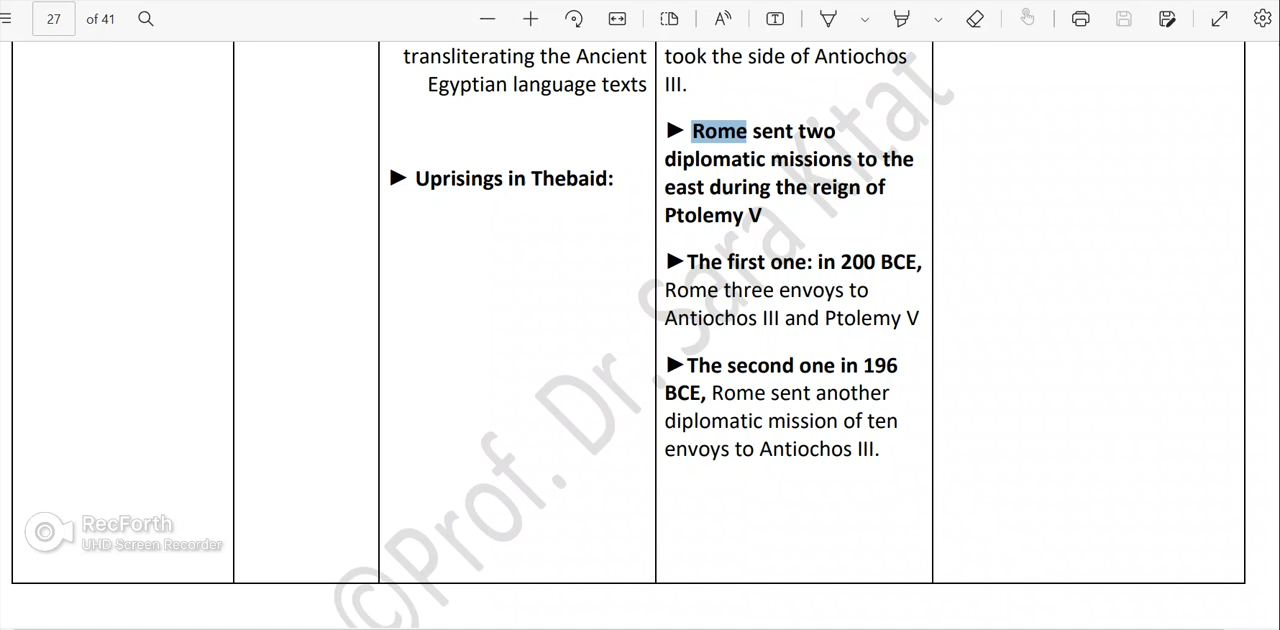 27 of 41
transliterating the Ancient
Egyptian language texts
► Uprisings in Thebaid:
took the side of Antiochos
III.
► Rome sent two
diplomatic missions to the
east during the reign of
Ptolemy V
►The first one: in 200 BCE,
Rome three envoys to
Antiochos III and Ptolemy V
►The second one in 196
BCE, Rome sent another
diplomatic mission of ten
envoys to Antiochos III.
©Prof. Dr. Sara Kitat
RecForth
UHD Screen Recorder